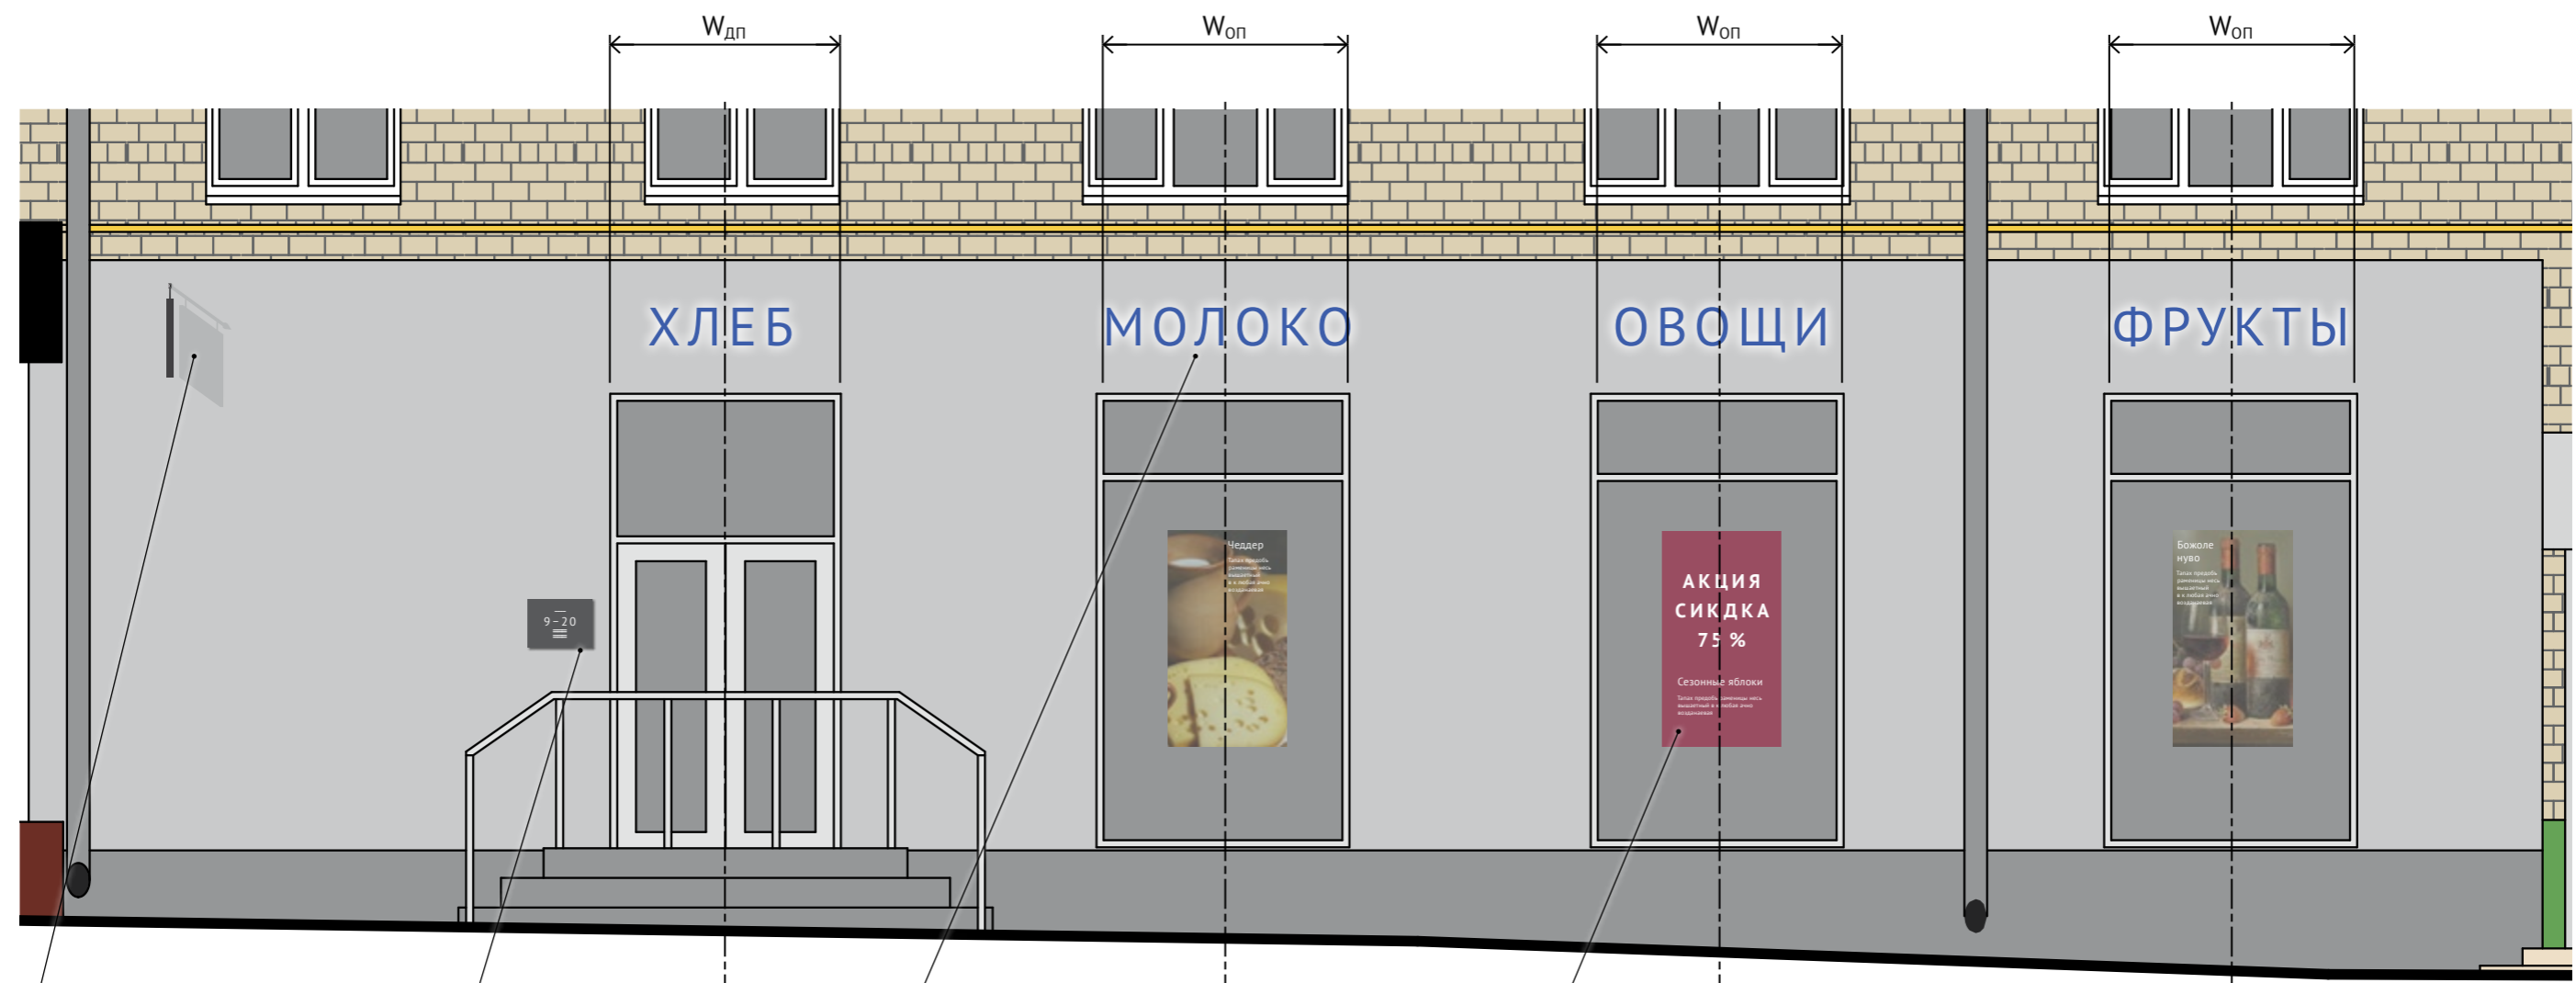 Wдп
Wоп
Wоп
Wоп
ХЛЕБ
МОЛОКО
ОВОЩИ
ФРУКТЫ
9–20
Чеддер
АКЦИЯ
СИКДКА
75 %
Сезонные яблоки
Божоле
нуво